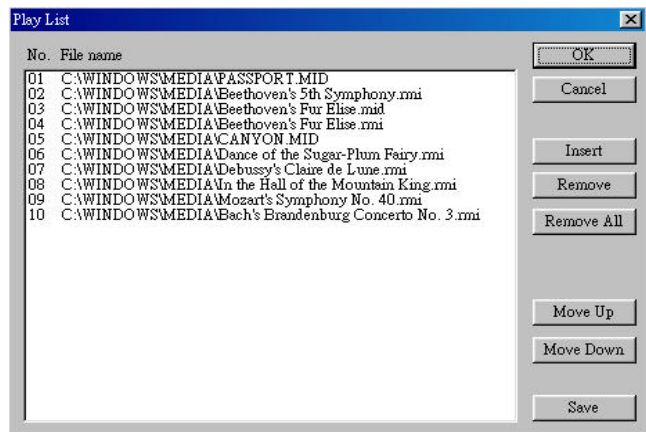 Play List
No. File name
01 C:\WINDOWS\MEDIA\PASSPORT.MID
02 C:\WINDOWS\MEDIA\Beethoven's 5th Symphony.rmi
03 C:\WINDOWS\MEDIA\Beethoven's Fur Elise.mid
04 C:\WINDOWS\MEDIA\Beethoven's Fur Elise.rmi
05 C:\WINDOWS\MEDIA\CANYON.MID
06 C:\WINDOWS\MEDIA\Dance of the Sugar-Plum Fairy.rmi
07 C:\WINDOWS\MEDIA\Debussy's Claire de Lune.rmi
08 C:\WINDOWS\MEDIA\In the Hall of the Mountain King.rmi
09 C:\WINDOWS\MEDIA\Mozart's Symphony No. 40.rmi
10 C:\WINDOWS\MEDIA\Bach's Brandenburg Concerto No. 3.rmi
OK
Cancel
Insert
Remove
Remove All
Move Up
Move Down
Save